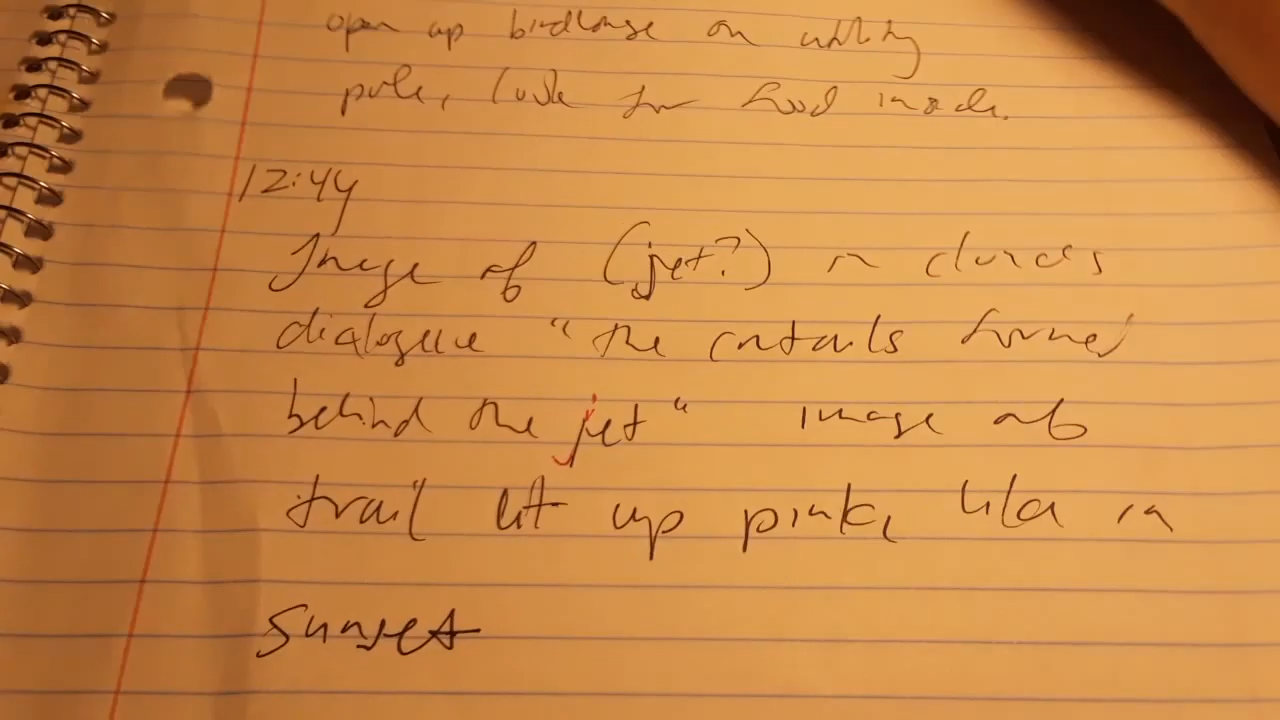 open up birdhouse on utility
pole, look for food inside.
12:44
Image of (jet?) in clouds
dialogue "the contrails formed
behind the jet" image of
trail lit up pink, like in
sunset